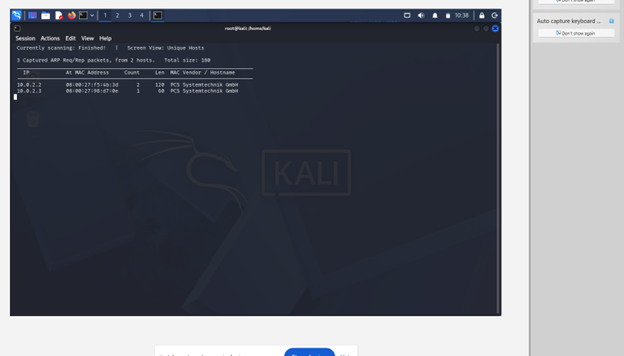 Don't show again
Auto capture keyboard ...
Don't show again
1 2 3 4
10:38
root@kali: /home/kali
Session Actions Edit View Help
Currently scanning: Finished! | Screen View: Unique Hosts
3 Captured ARP Req/Rep packets, from 2 hosts. Total size: 180
IP At MAC Address Count Len MAC Vendor / Hostname
10.0.2.2 08:00:27:f5:4b:3d 2 120 PCS Systemtechnik GmbH
10.0.2.3 08:00:27:98:d7:0e 1 60 PCS Systemtechnik GmbH
KALI